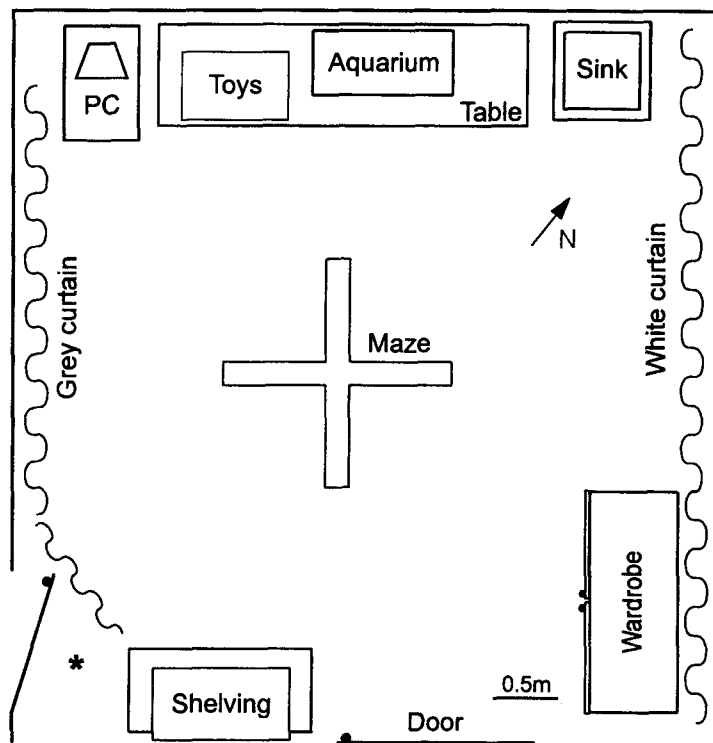 Toys
Aquarium
Sink
PC
Table
N
Grey curtain
White curtain
Maze
Wardrobe
*
0.5m
Shelving
Door